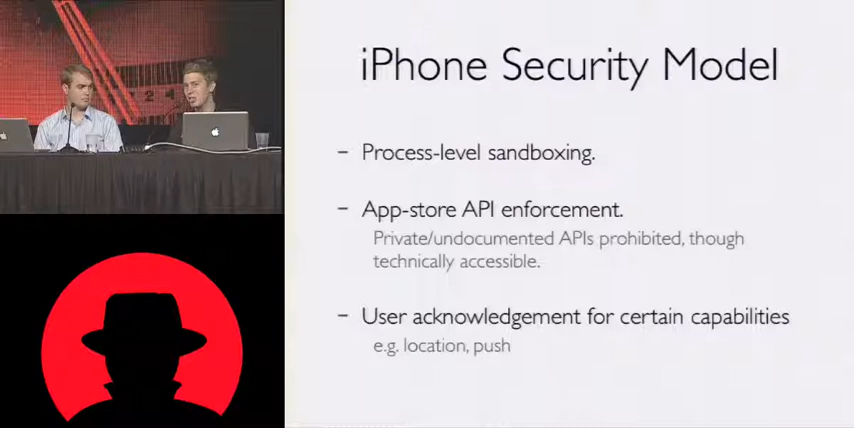 iPhone Security Model
– Process-level sandboxing.
– App-store API enforcement.
Private/undocumented APIs prohibited, though
technically accessible.
– User acknowledgement for certain capabilities
e.g. location, push